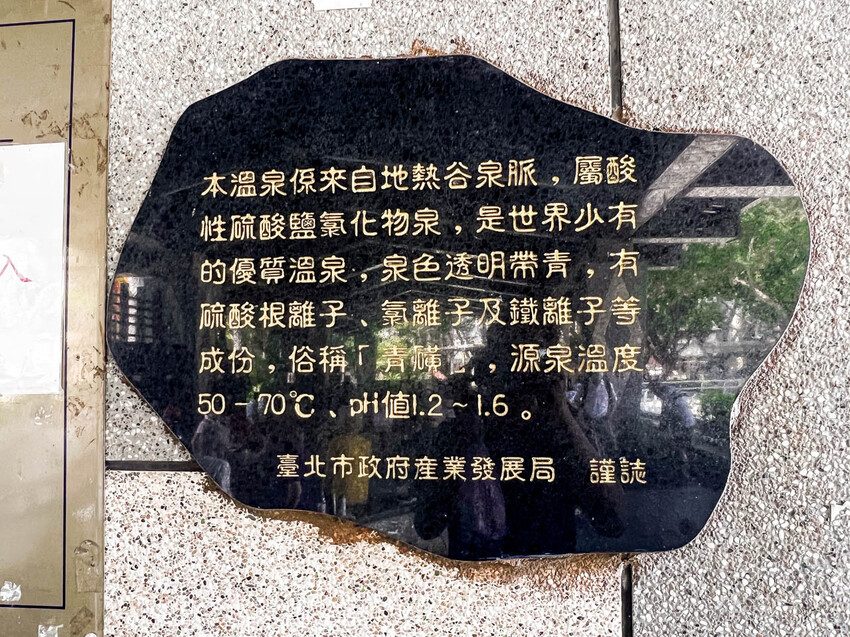 本溫泉係來自地熱谷泉脈，屬酸
性硫酸鹽氯化物泉，是世界少有
的優質溫泉，泉色透明帶青，有
硫酸根離子、氯離子及鐵離子等
成份，俗稱「青磺」，源泉溫度
50－70℃、pH值1.2～1.6。
臺北市政府產業發展局　謹誌
入